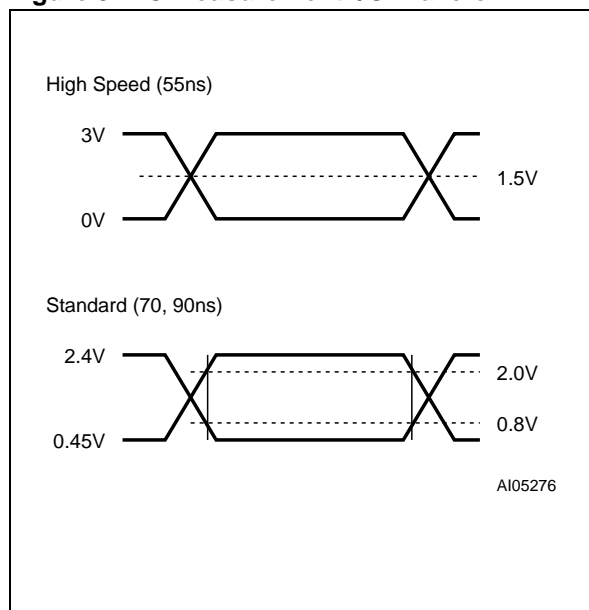 High Speed (55ns)
3V
1.5V
0V
Standard (70, 90ns)
2.4V
2.0V
0.8V
0.45V
AI05276